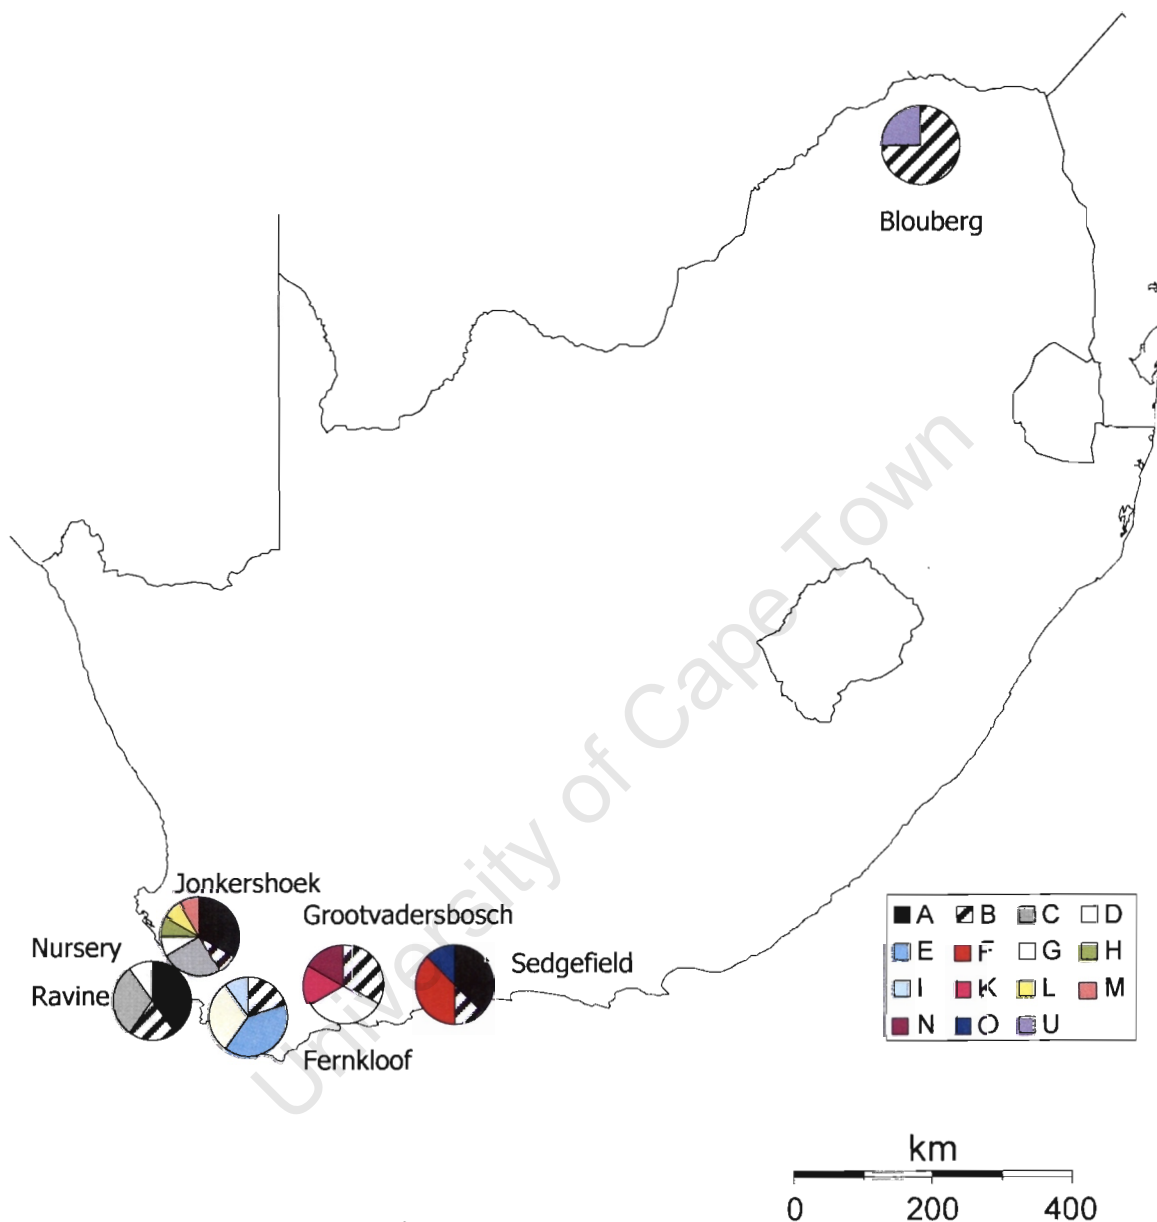 Blouberg
University of Cape Town
Jonkershoek
Grootvadersbosch
Nursery
Ravine
Sedgefield
Fernkloof
A B C D
E F G H
I K L M
N O U
km
0 200 400